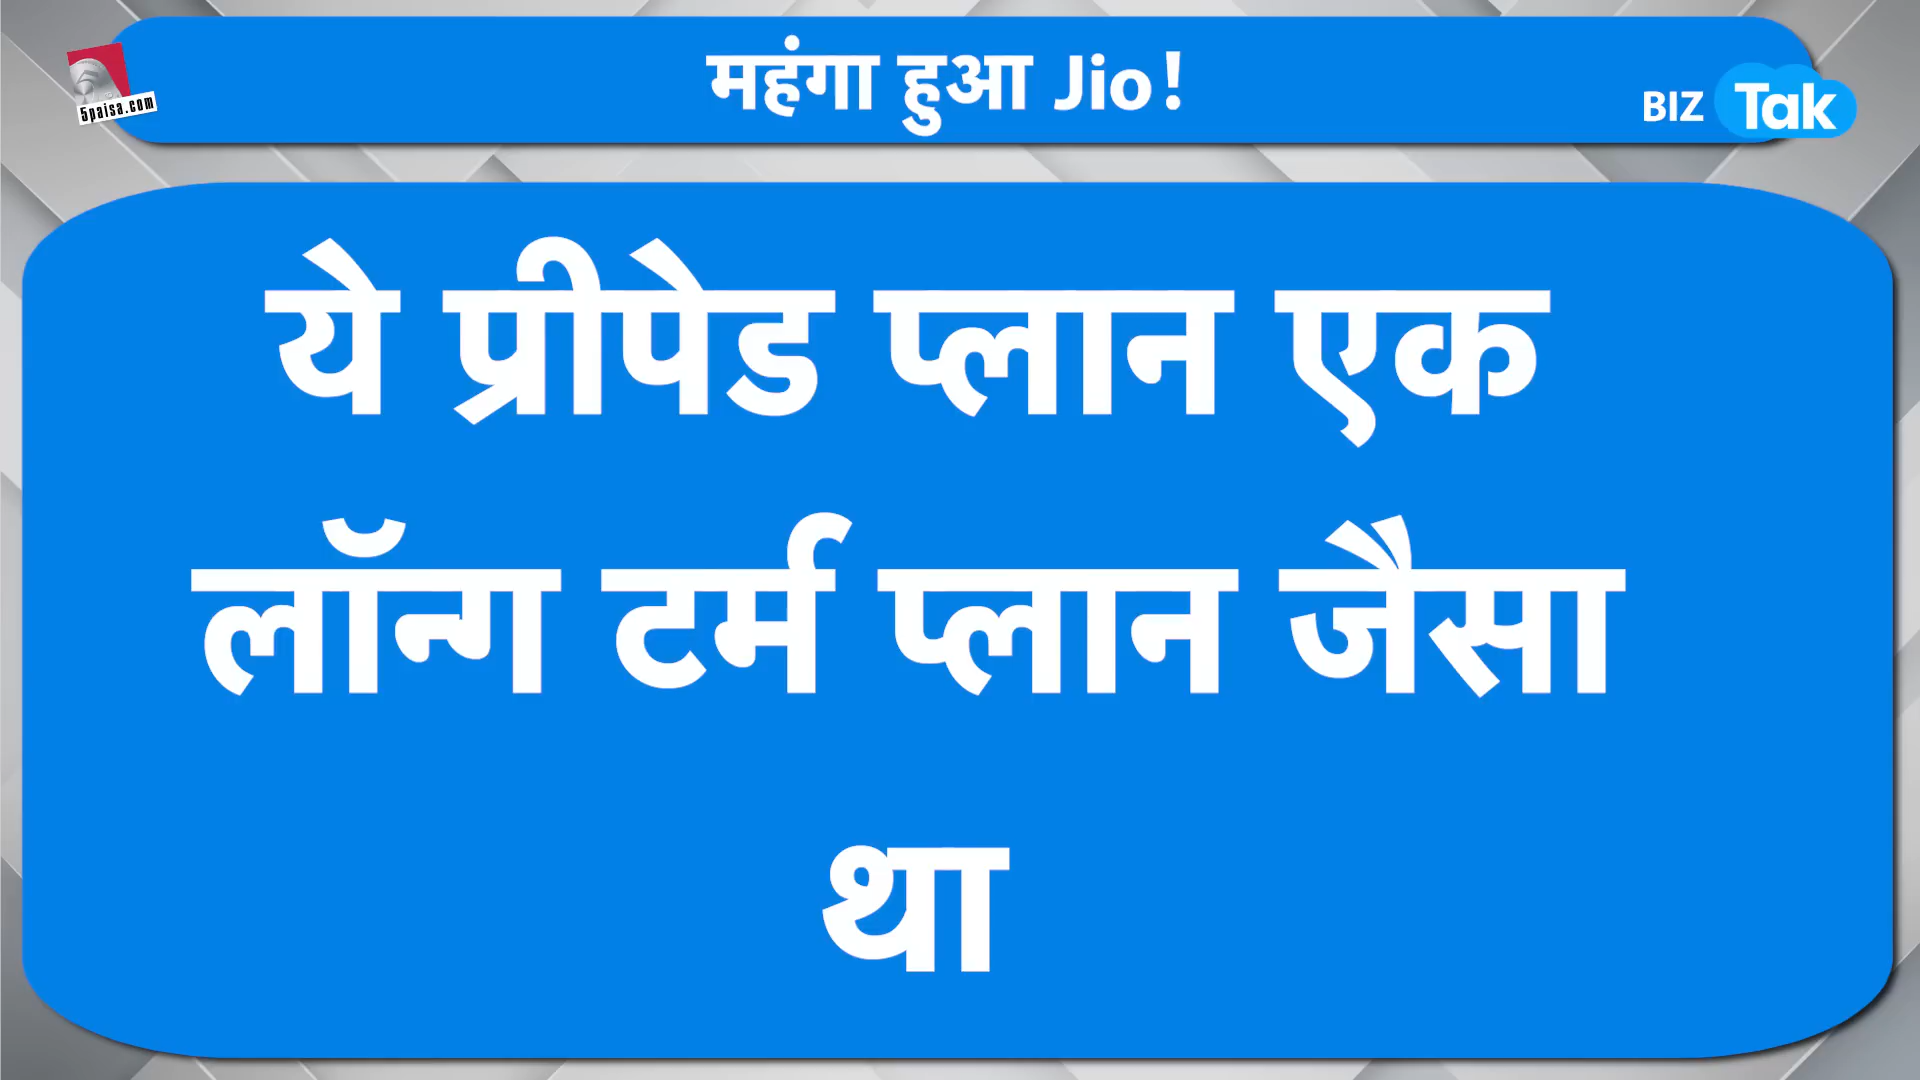 महंगा हुआ Jio!
5paisa.com
BIZ Tak
ये प्रीपेड प्लान एक
लॉन्ग टर्म प्लान जैसा
था